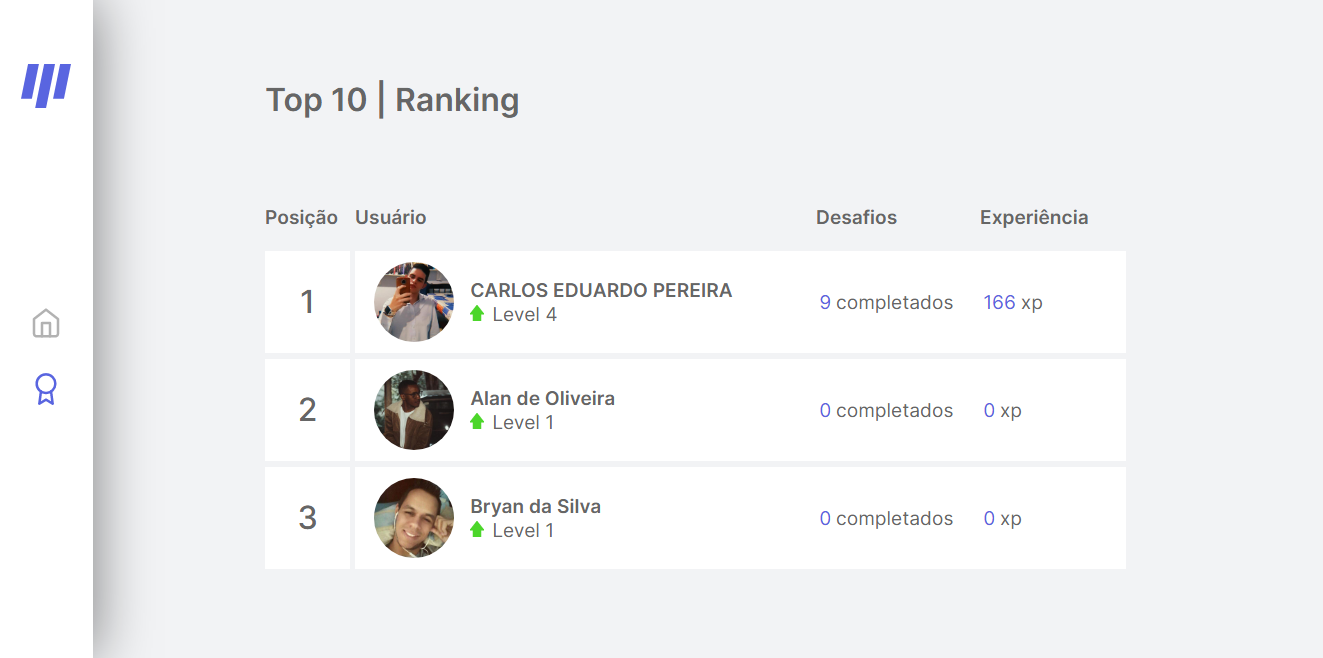 Top 10 | Ranking
Posição Usuário Desafios Experiência
1 CARLOS EDUARDO PEREIRA
Level 4
9 completados 166 xp
2 Alan de Oliveira
Level 1
0 completados 0 xp
3 Bryan da Silva
Level 1
0 completados 0 xp